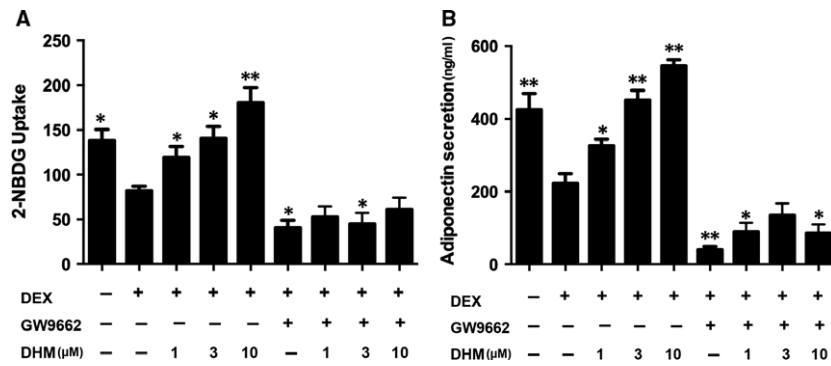 A
2-NBDG Uptake
250
200
150
100
50
0
* * * ** * *
DEX – + + + + + + + +
GW9662 – – – – – + + + +
DHM(μM) – – 1 3 10 – 1 3 10
B
Adiponectin secretion(ng/ml)
600
400
200
0
** * ** ** ** * *
DEX – + + + + + + + +
GW9662 – – – – – + + + +
DHM(μM) – – 1 3 10 – 1 3 10